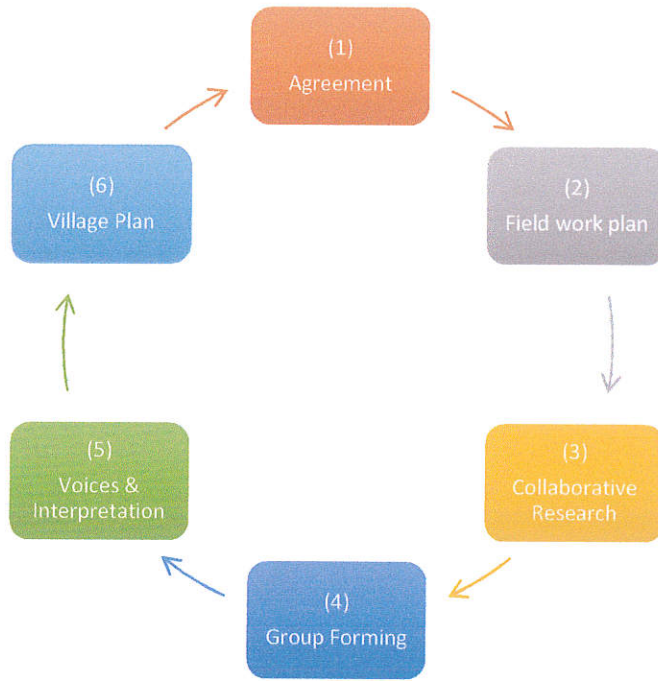 (1)
Agreement
(2)
Field work plan
(3)
Collaborative
Research
(4)
Group Forming
(5)
Voices &
Interpretation
(6)
Village Plan